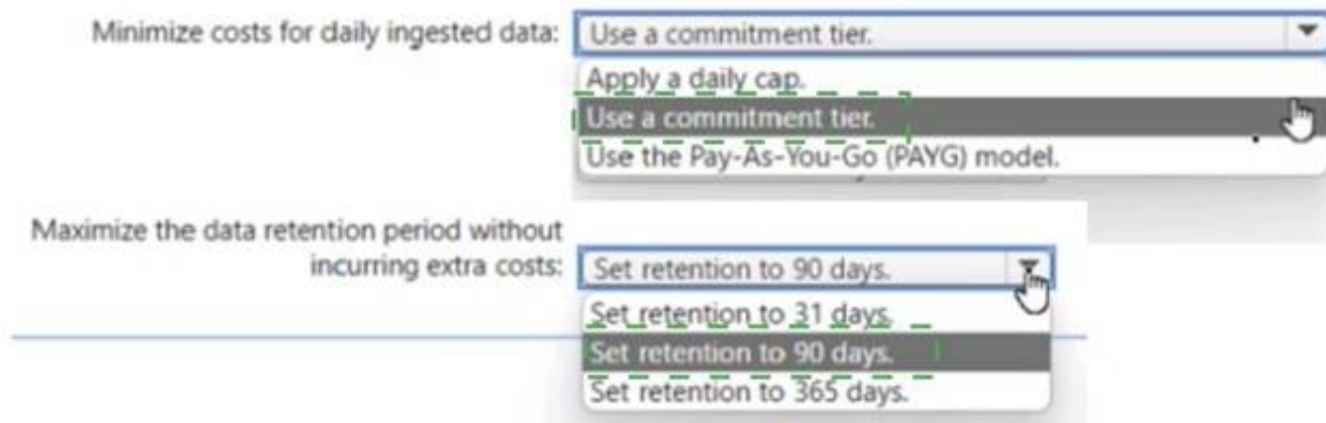 Minimize costs for daily ingested data: Use a commitment tier.
Apply a daily cap.
Use a commitment tier.
Use the Pay-As-You-Go (PAYG) model.
Maximize the data retention period without
incurring extra costs: Set retention to 90 days.
Set retention to 31 days.
Set retention to 90 days.
Set retention to 365 days.